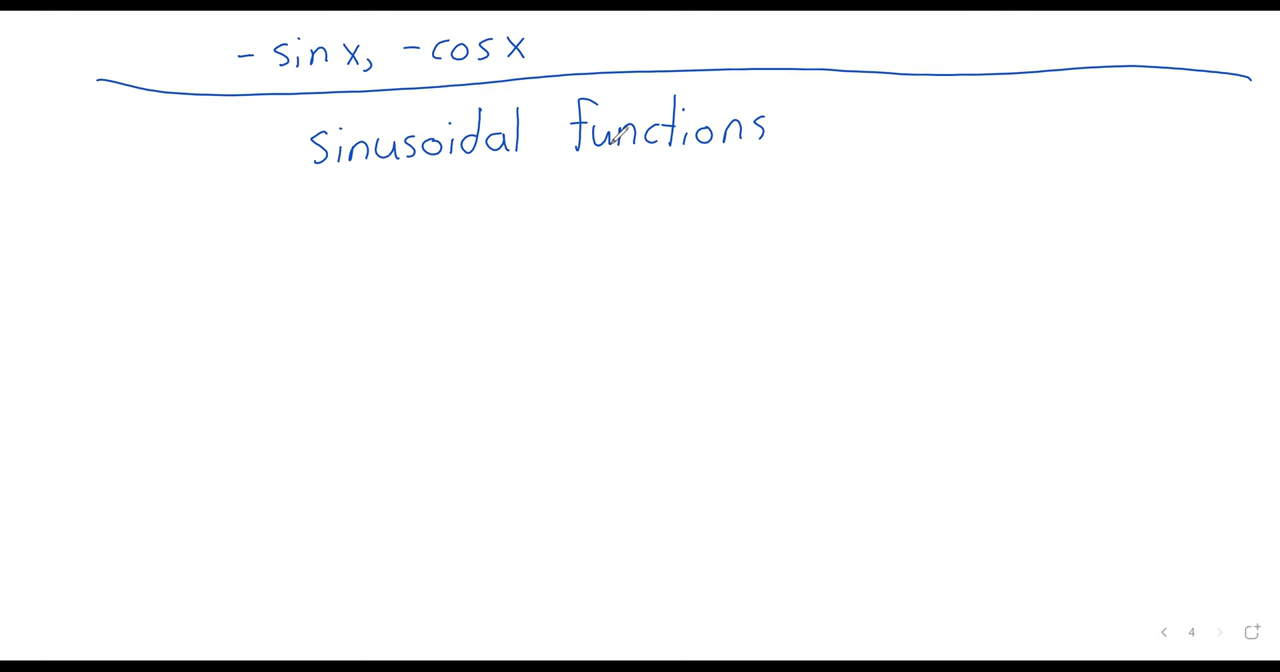 - sin x, - cos x
sinusoidal functions
4